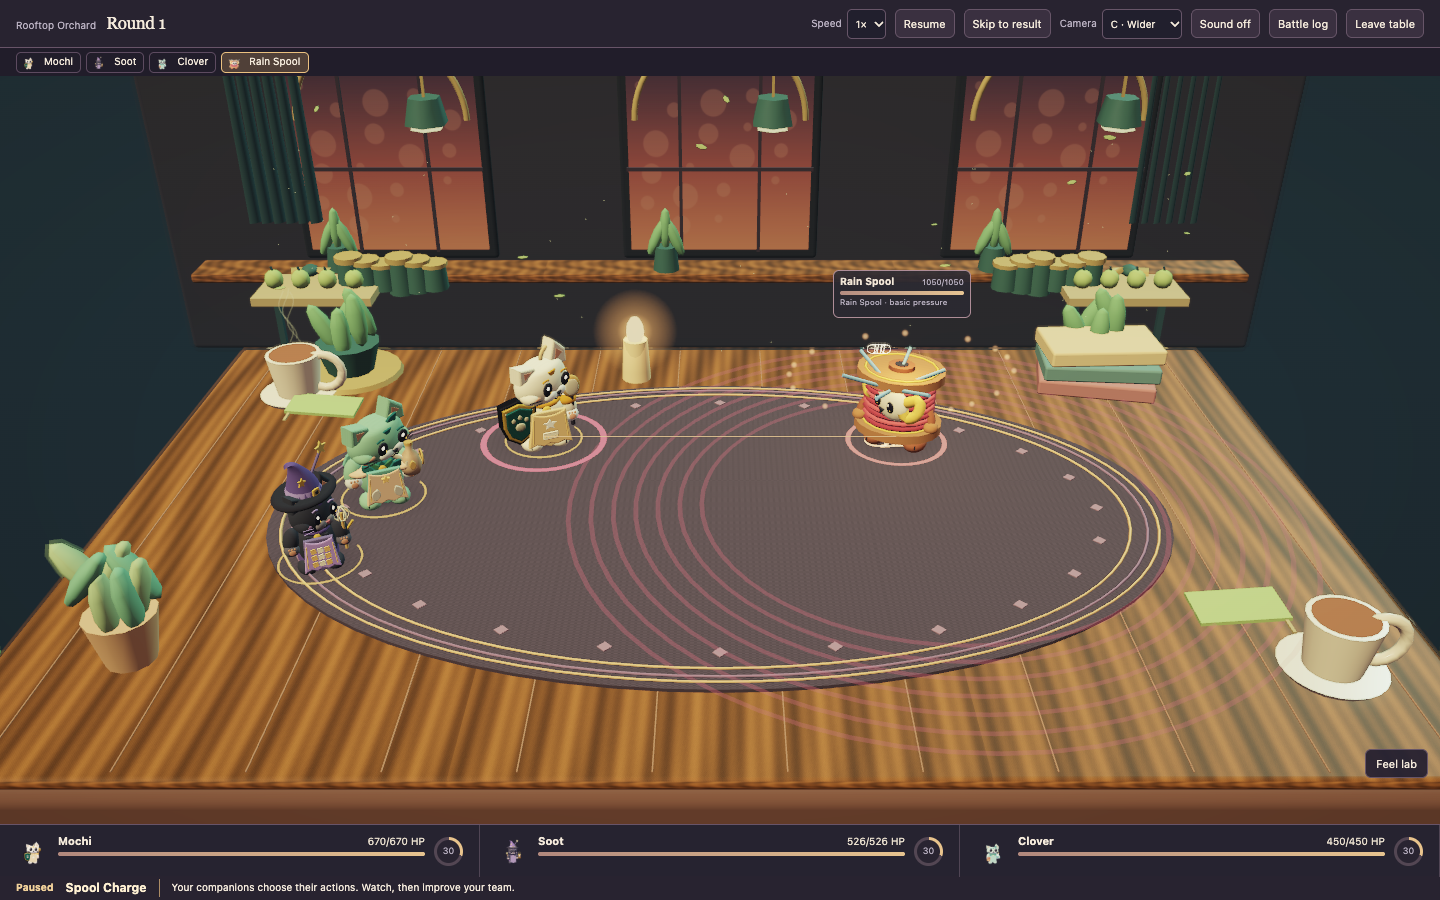 Rooftop Orchard Round 1 Speed 1x Resume Skip to result Camera C · Wider Sound off Battle log Leave table
Mochi Soot Clover Rain Spool
Rain Spool 1050/1050
Rain Spool · basic pressure
Feel lab
Mochi 670/670 HP 30 Soot 526/526 HP 30 Clover 450/450 HP 30
Paused Spool Charge Your companions choose their actions. Watch, then improve your team.